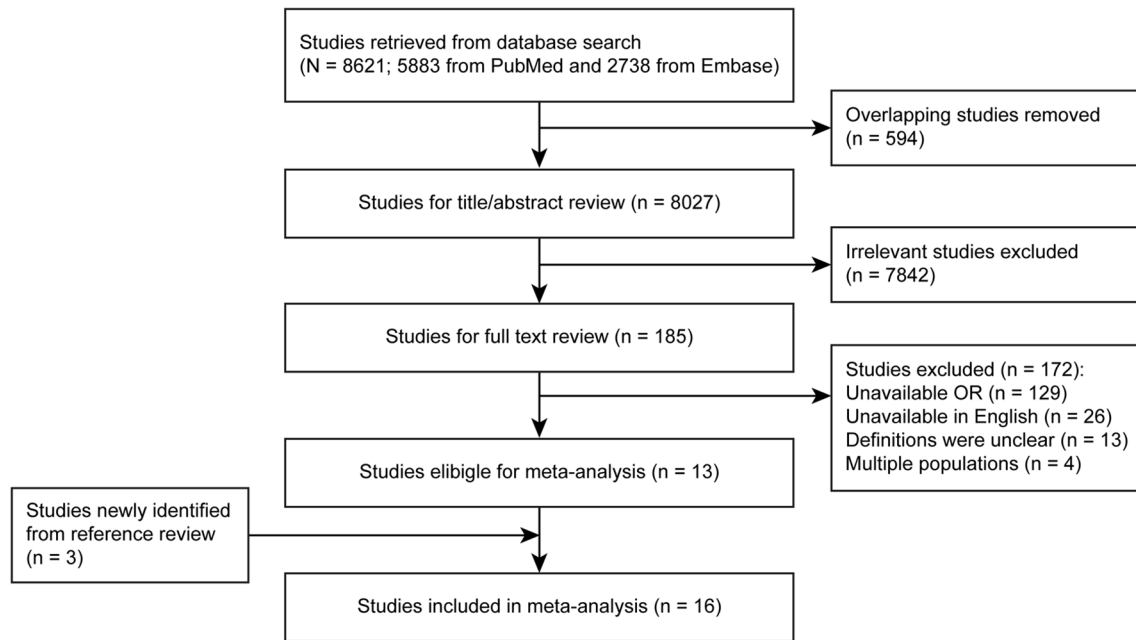 Studies retrieved from database search
(N = 8621; 5883 from PubMed and 2738 from Embase)
Overlapping studies removed
(n = 594)
Studies for title/abstract review (n = 8027)
Irrelevant studies excluded
(n = 7842)
Studies for full text review (n = 185)
Studies excluded (n = 172):
Unavailable OR (n = 129)
Unavailable in English (n = 26)
Definitions were unclear (n = 13)
Multiple populations (n = 4)
Studies elibigle for meta-analysis (n = 13)
Studies newly identified
from reference review
(n = 3)
Studies included in meta-analysis (n = 16)